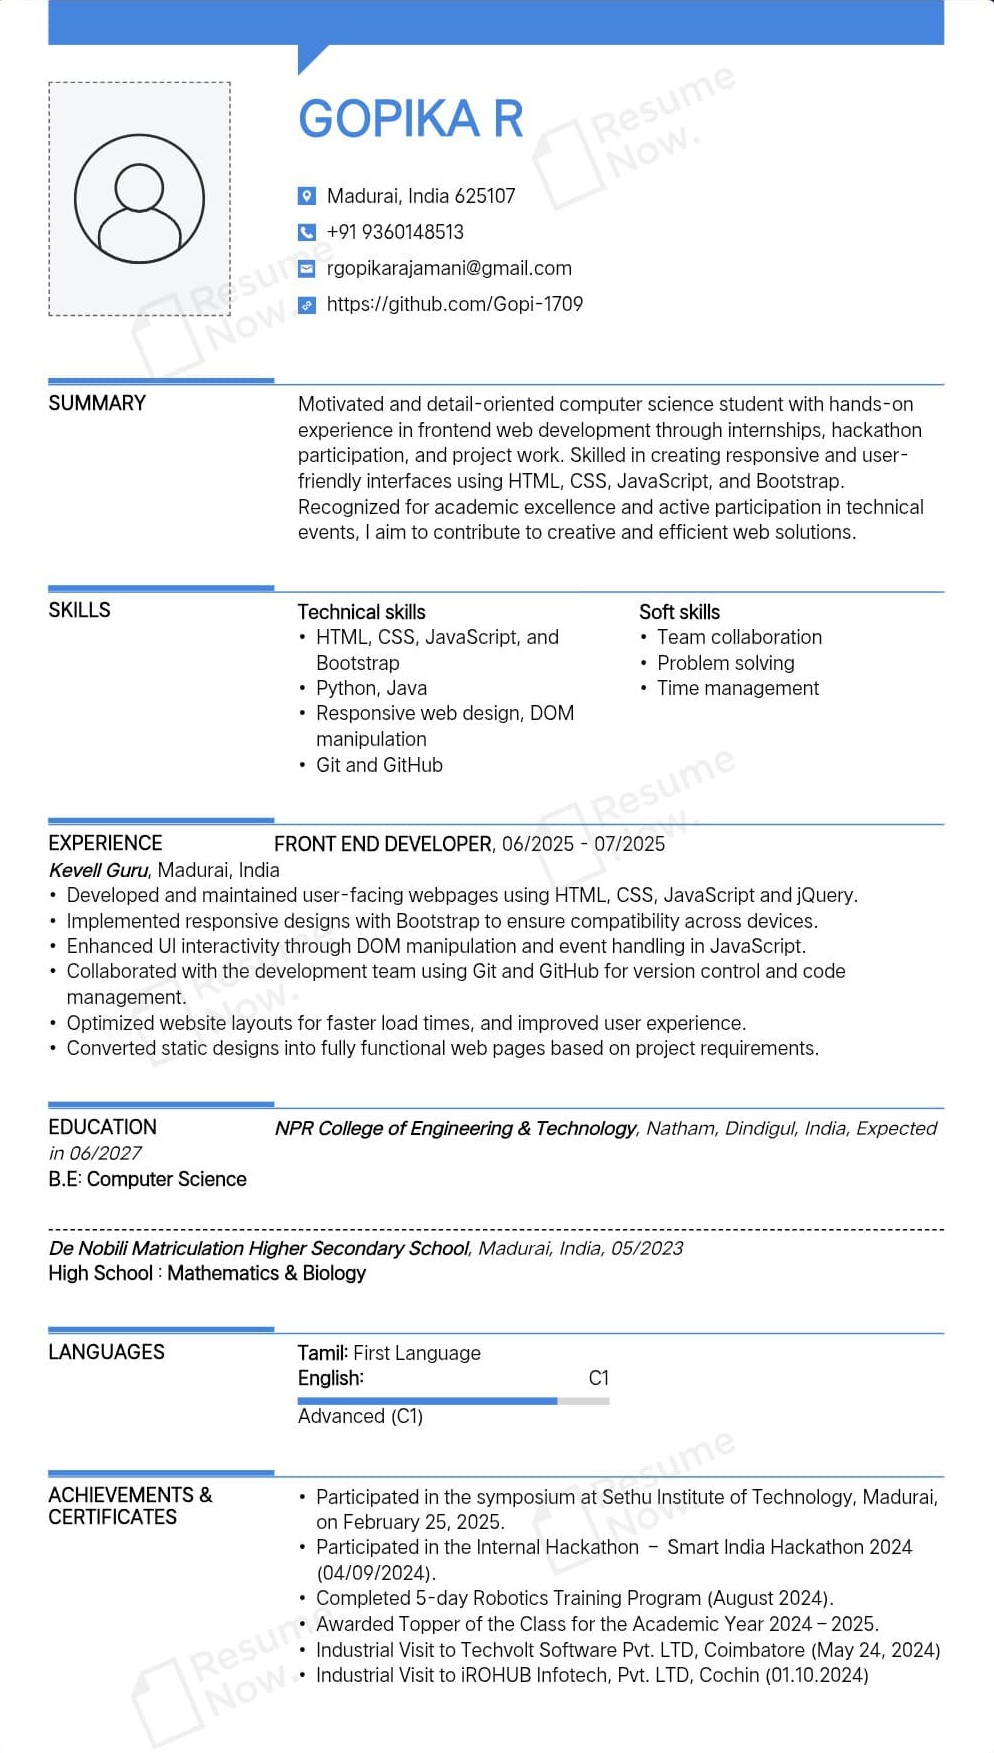 GOPIKA R
Madurai, India 625107
+91 9360148513
rgopikarajamani@gmail.com
https://github.com/Gopi-1709
SUMMARY
Motivated and detail-oriented computer science student with hands-on
experience in frontend web development through internships, hackathon
participation, and project work. Skilled in creating responsive and user-
friendly interfaces using HTML, CSS, JavaScript, and Bootstrap.
Recognized for academic excellence and active participation in technical
events, I aim to contribute to creative and efficient web solutions.
SKILLS
Technical skills
• HTML, CSS, JavaScript, and
Bootstrap
• Python, Java
• Responsive web design, DOM
manipulation
• Git and GitHub
Soft skills
• Team collaboration
• Problem solving
• Time management
EXPERIENCE FRONT END DEVELOPER, 06/2025 - 07/2025
Kevell Guru, Madurai, India
• Developed and maintained user-facing webpages using HTML, CSS, JavaScript and jQuery.
• Implemented responsive designs with Bootstrap to ensure compatibility across devices.
• Enhanced UI interactivity through DOM manipulation and event handling in JavaScript.
• Collaborated with the development team using Git and GitHub for version control and code
management.
• Optimized website layouts for faster load times, and improved user experience.
• Converted static designs into fully functional web pages based on project requirements.
EDUCATION NPR College of Engineering & Technology, Natham, Dindigul, India, Expected
in 06/2027
B.E: Computer Science
De Nobili Matriculation Higher Secondary School, Madurai, India, 05/2023
High School : Mathematics & Biology
LANGUAGES
Tamil: First Language
English: C1
Advanced (C1)
ACHIEVEMENTS &
CERTIFICATES
• Participated in the symposium at Sethu Institute of Technology, Madurai,
on February 25, 2025.
• Participated in the Internal Hackathon – Smart India Hackathon 2024
(04/09/2024).
• Completed 5-day Robotics Training Program (August 2024).
• Awarded Topper of the Class for the Academic Year 2024 – 2025.
• Industrial Visit to Techvolt Software Pvt. LTD, Coimbatore (May 24, 2024)
• Industrial Visit to iROHUB Infotech, Pvt. LTD, Cochin (01.10.2024)
Resume
Now.
Resume
Now.
Resume
Now.
Resume
Now.
Resume
Now.
Resume
Now.